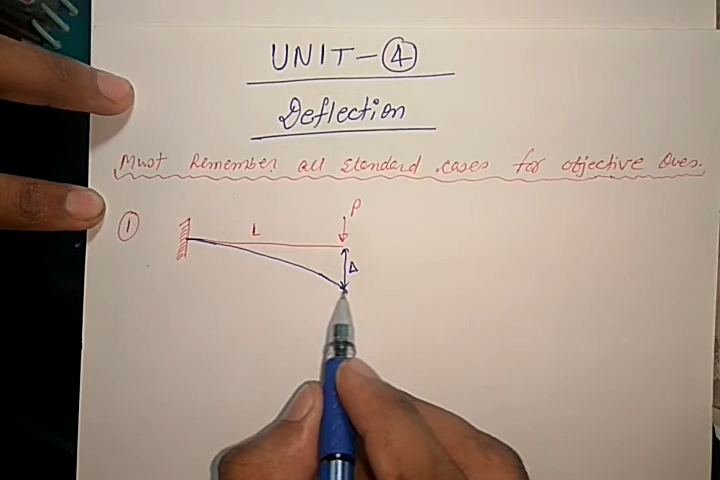 UNIT-4
Deflection
Must Remember all standard cases for objective Ques.
1
P
L
Δ